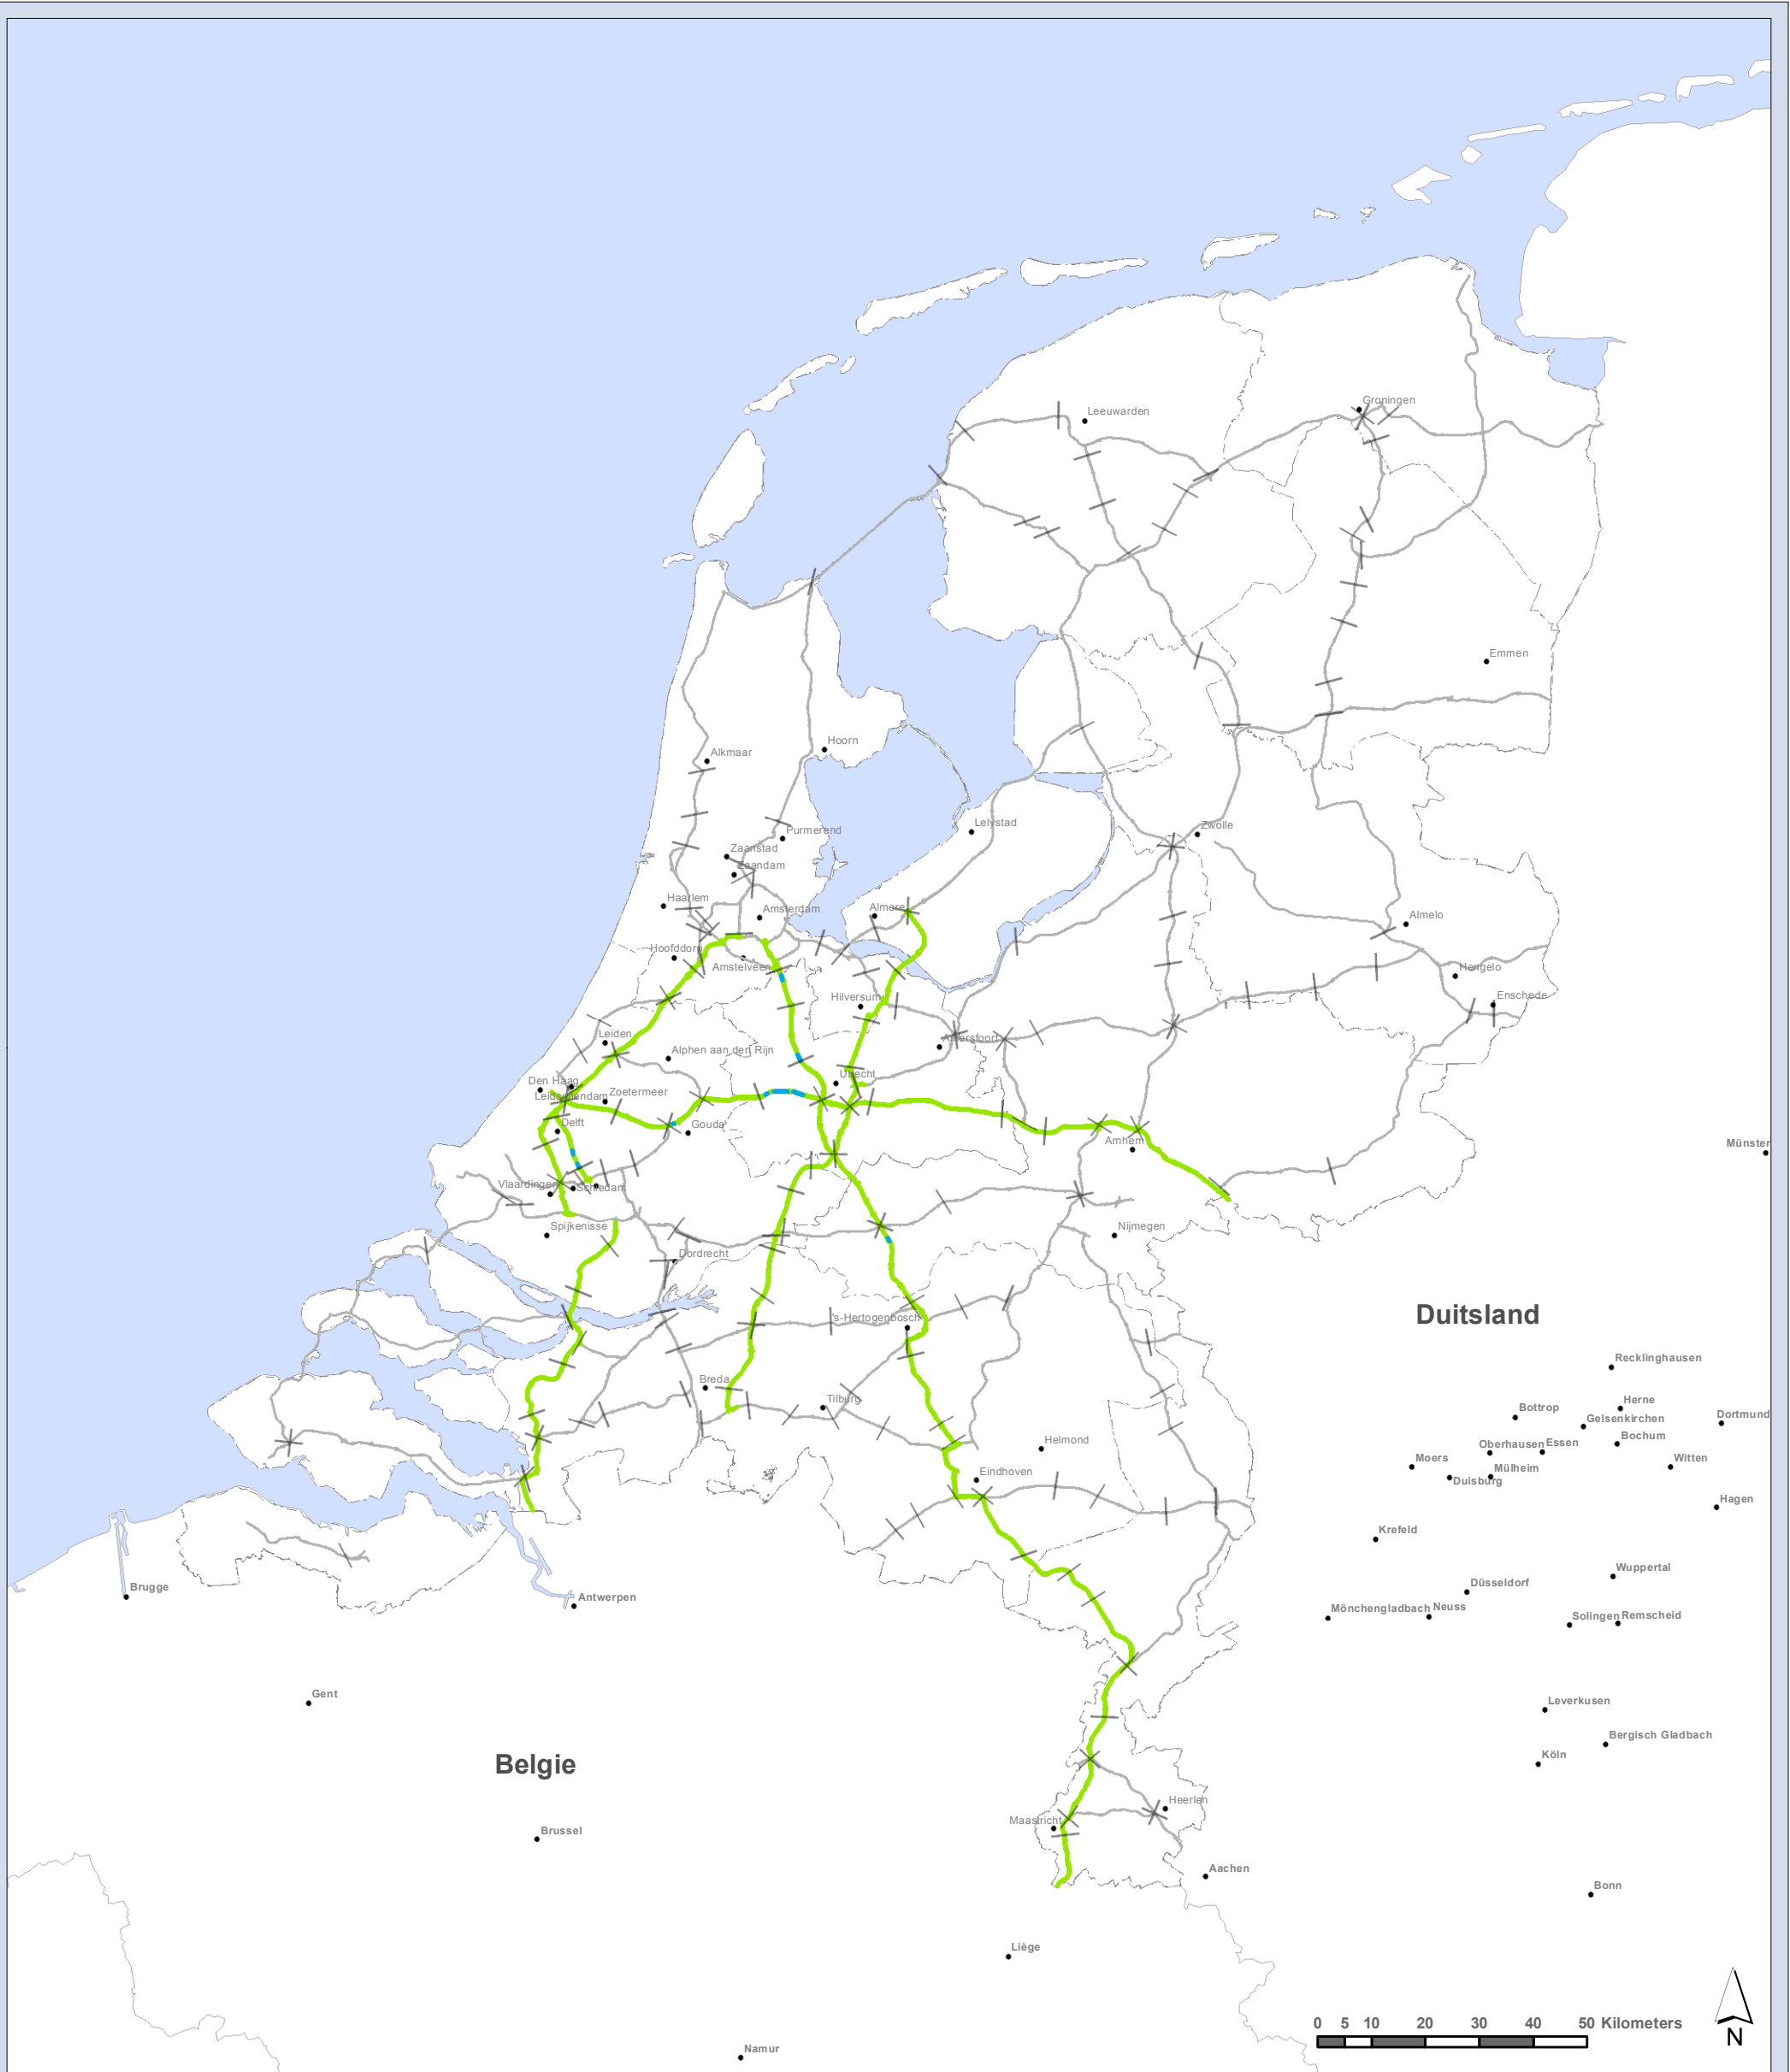 Groningen
Leeuwarden
Emmen
Hoorn
Alkmaar
Lelystad
Zwolle
Purmerend
Zaanstad
Zaandam
Haarlem
Amsterdam
Almere
Almelo
Hoofddorp
Amstelveen
Hengelo
Hilversum
Enschede
Leiden
Amersfoort
Alphen aan den Rijn
Utrecht
Den Haag
Leidschendam
Zoetermeer
Delft
Gouda
Arnhem
Münster
Vlaardingen
Schiedam
Spijkenisse
Nijmegen
Dordrecht
's-Hertogenbosch
Duitsland
Recklinghausen
Breda
Tilburg
Herne
Bottrop
Gelsenkirchen
Dortmund
Helmond
Oberhausen
Essen
Bochum
Moers
Mülheim
Witten
Eindhoven
Duisburg
Hagen
Krefeld
Wuppertal
Brugge
Antwerpen
Düsseldorf
Mönchengladbach
Neuss
Solingen
Remscheid
Gent
Leverkusen
Bergisch Gladbach
Belgie
Köln
Heerlen
Maastricht
Brussel
Aachen
Bonn
Liège
0 5 10 20 30 40 50 Kilometers
N
Namur